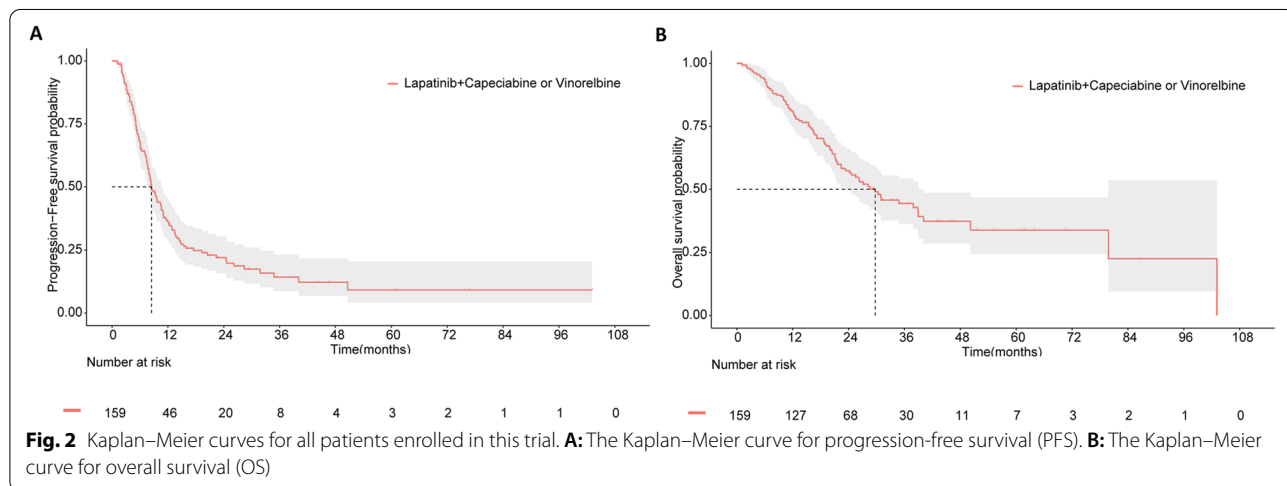 A
Progression-Free survival probability
1.00
0.75
0.50
0.25
0.00
Lapatinib+Capeciabine or Vinorelbine
0 12 24 36 48 60 72 84 96 108
Time(months)
Number at risk
159 46 20 8 4 3 2 1 1 0
B
Overall survival probability
1.00
0.75
0.50
0.25
0.00
Lapatinib+Capeciabine or Vinorelbine
0 12 24 36 48 60 72 84 96 108
Time(months)
Number at risk
159 127 68 30 11 7 3 2 1 0
Fig. 2 Kaplan–Meier curves for all patients enrolled in this trial. A: The Kaplan–Meier curve for progression-free survival (PFS). B: The Kaplan–Meier
curve for overall survival (OS)